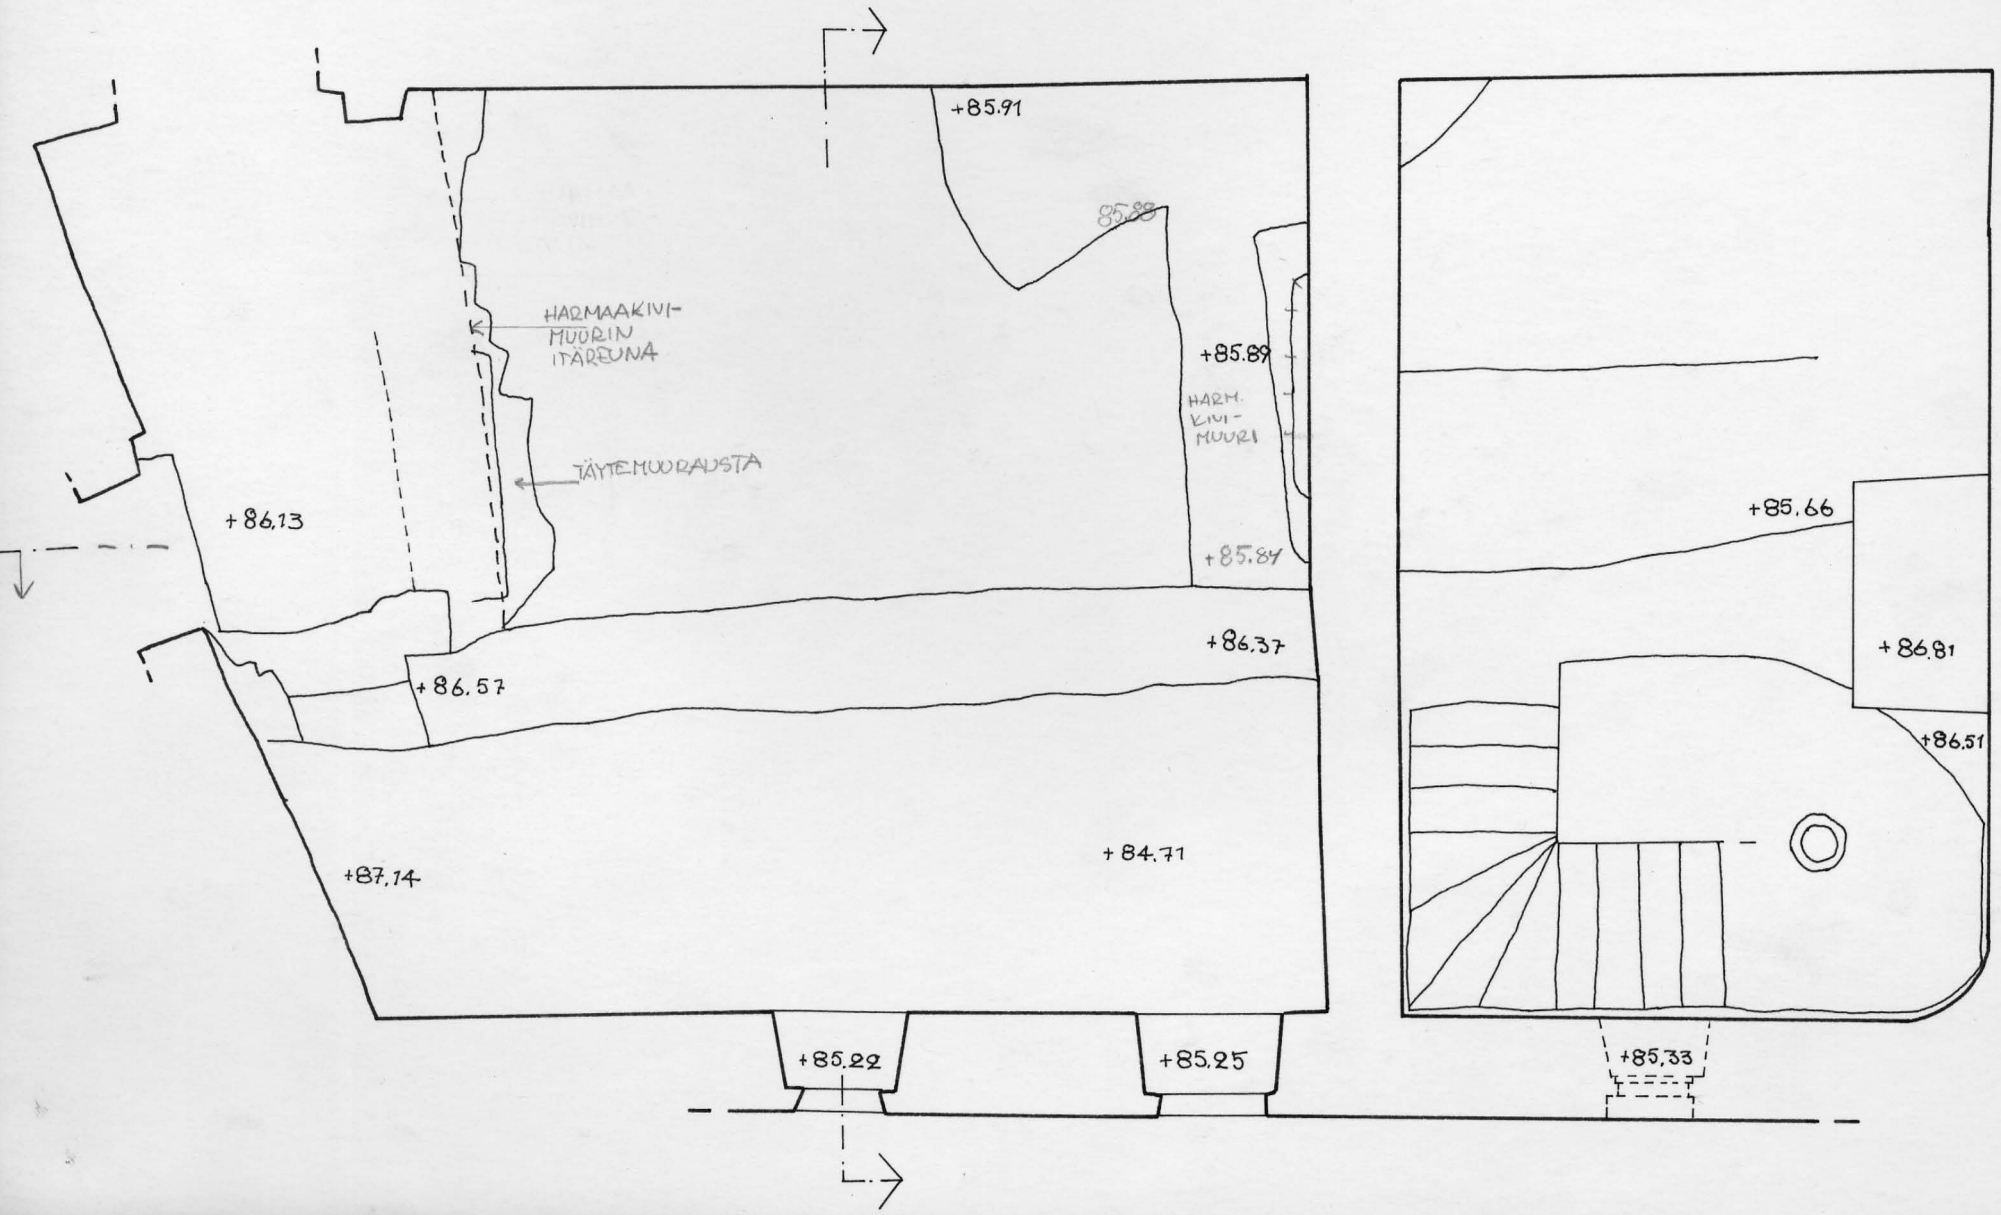 +85.91
85.88
HARMAAKIVI-
MUURIN
ITÄREUNA
+85.89
HARM.
KIVI-
MUURI
TÄYTEMUURAUSTA
+86.13
+85.66
+85.84
+86.37
+86.81
+86.57
+86.51
+84.71
+87.14
+85.22
+85.25
+85.33